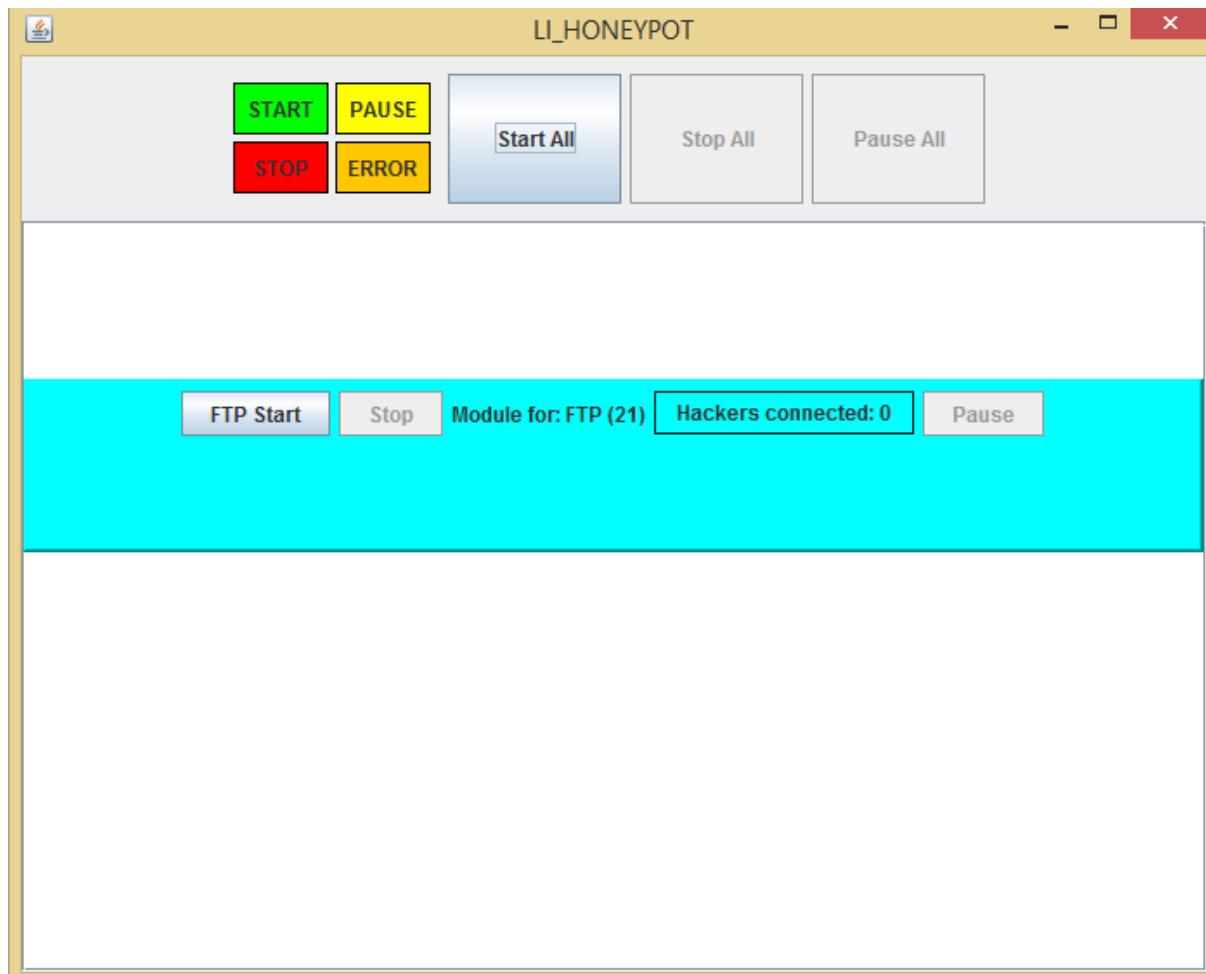 LI_HONEYPOT
START PAUSE
STOP ERROR
Start All Stop All Pause All
FTP Start Stop Module for: FTP (21) Hackers connected: 0 Pause